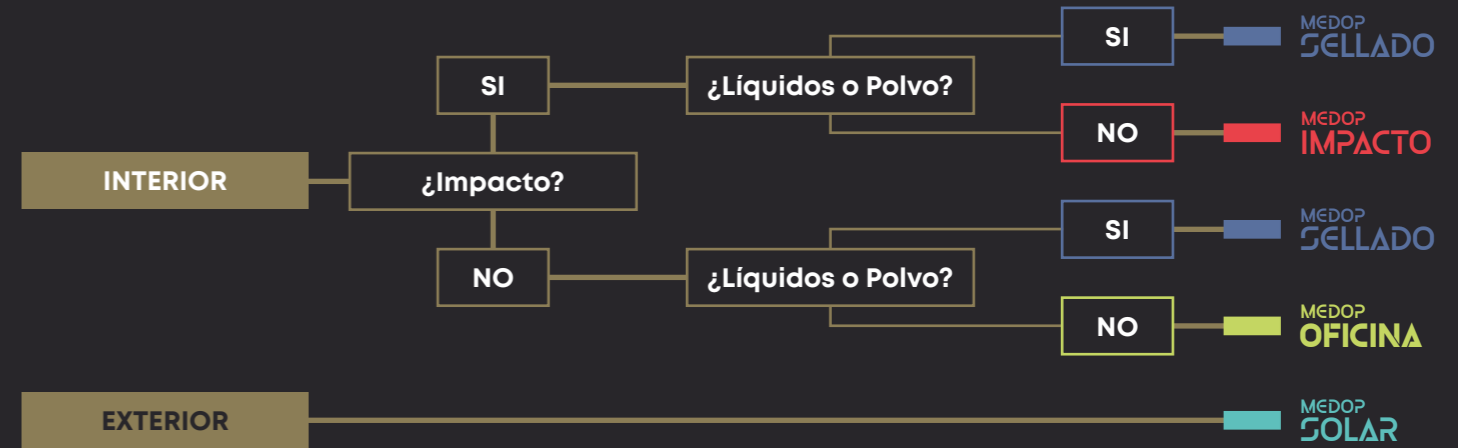 SI
MEDOP
SELLADO
SI
¿Líquidos o Polvo?
NO
MEDOP
IMPACTO
INTERIOR
¿Impacto?
SI
MEDOP
SELLADO
NO
¿Líquidos o Polvo?
NO
MEDOP
OFICINA
EXTERIOR
MEDOP
SOLAR